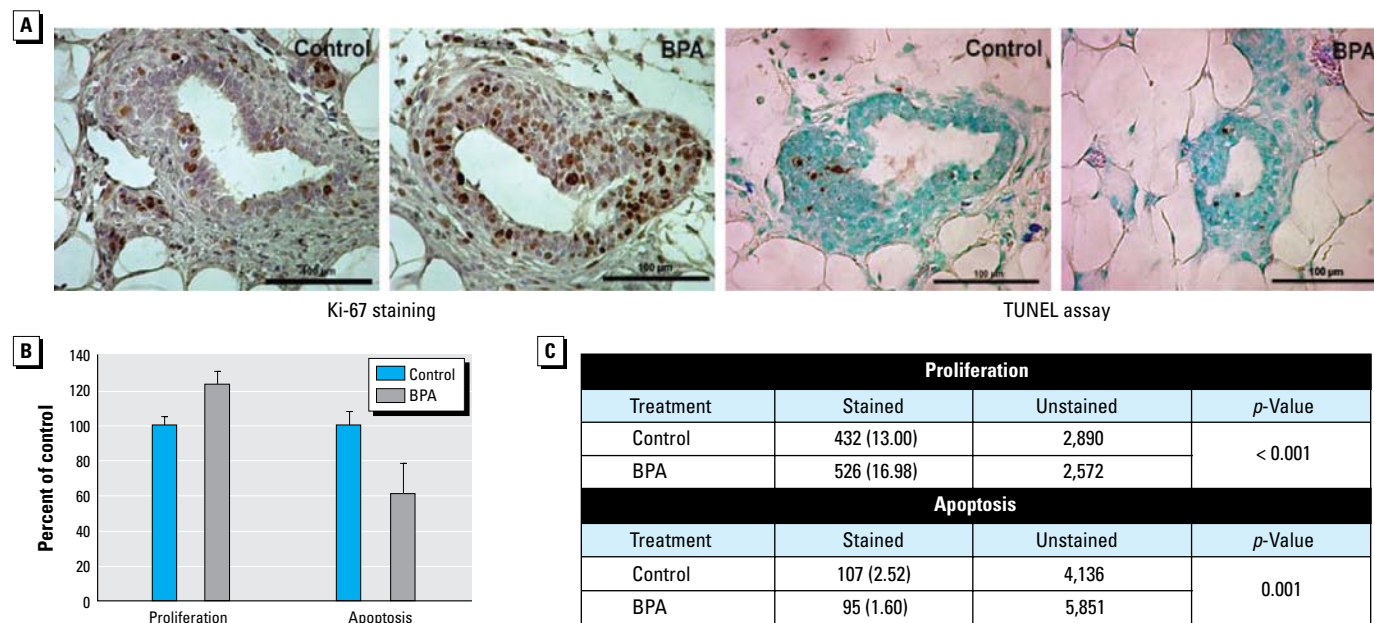 A
Control
BPA
Control
BPA
100 µm
100 µm
100 µm
100 µm
Ki-67 staining
TUNEL assay
B
Percent of control
140
120
100
80
60
40
20
0
Control
BPA
Proliferation
Apoptosis
C
Proliferation
Treatment Stained Unstained p-Value
Control 432 (13.00) 2,890
< 0.001
BPA 526 (16.98) 2,572
Apoptosis
Treatment Stained Unstained p-Value
Control 107 (2.52) 4,136
0.001
BPA 95 (1.60) 5,851